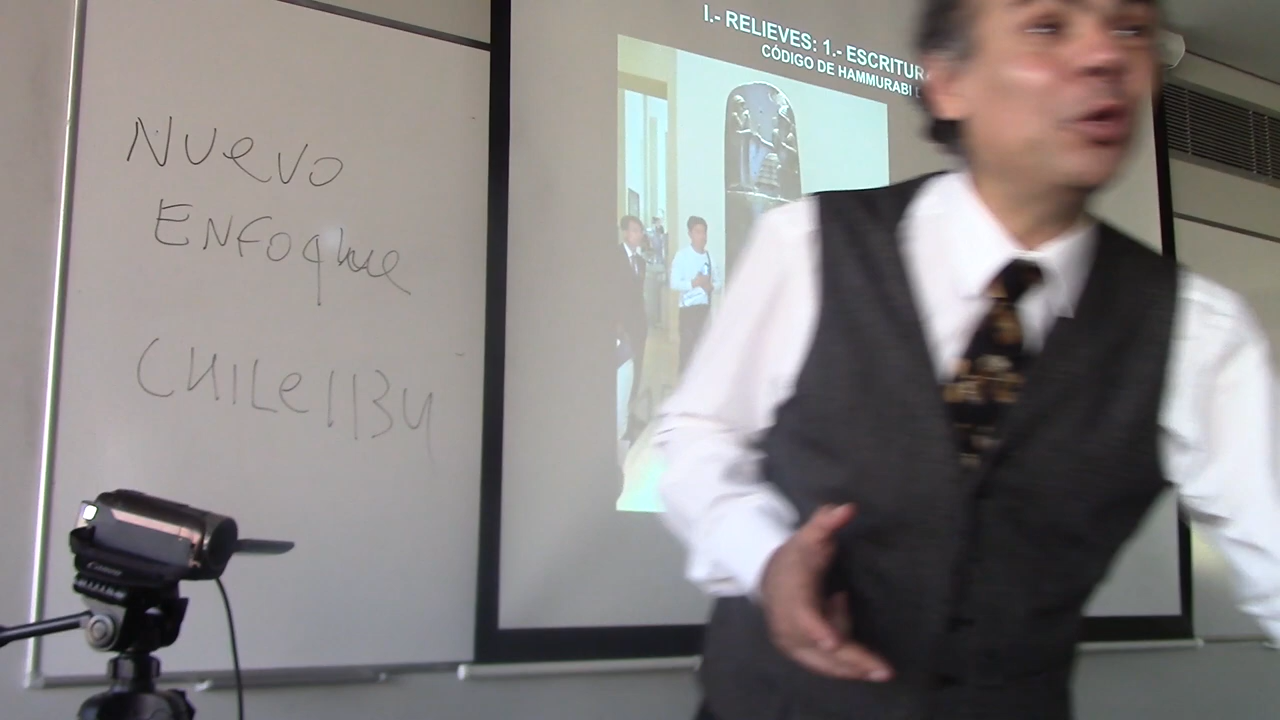 NUevO
ENFOque
CHILe1134
I.- RELIEVES: 1.- ESCRITUR
CÓDIGO DE HAMMURABI
Canon